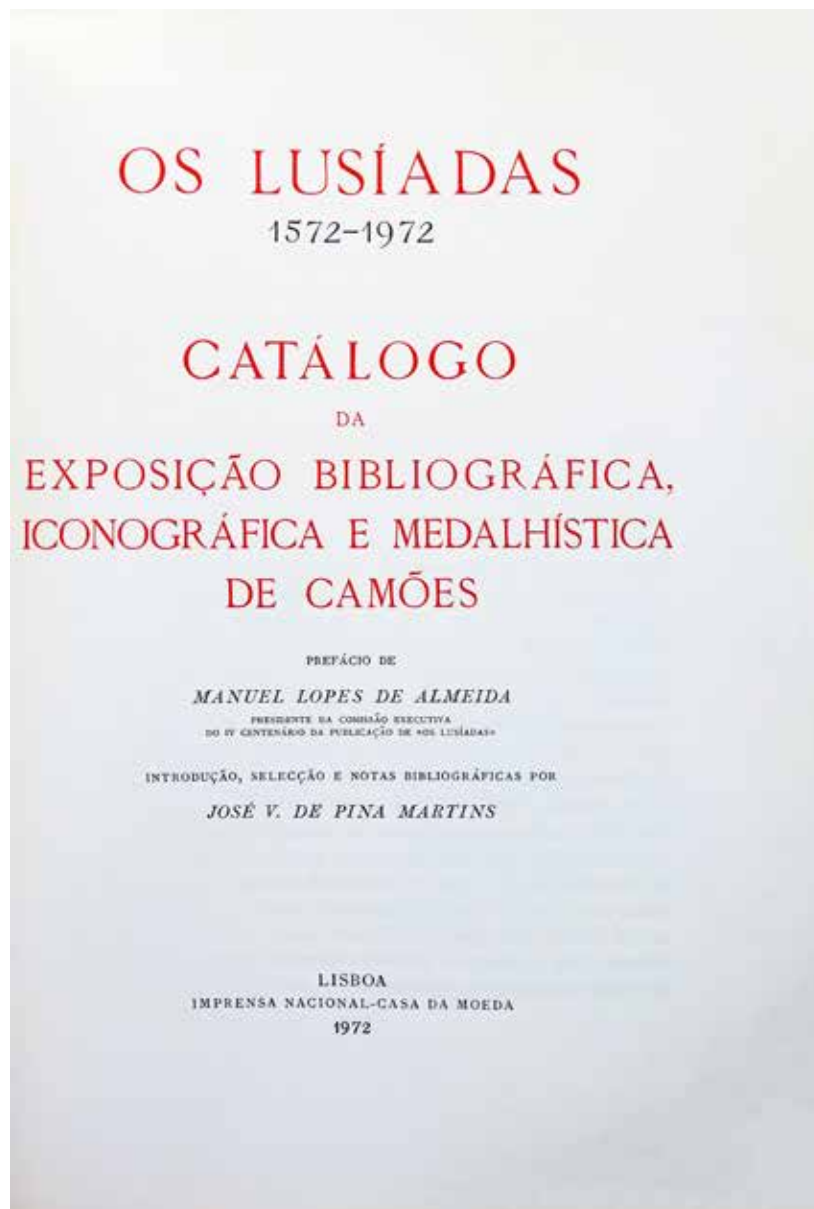 OS LUSÍADAS
1572-1972
CATÁLOGO
DA
EXPOSIÇÃO BIBLIOGRÁFICA,
ICONOGRÁFICA E MEDALHÍSTICA
DE CAMÕES
PREFÁCIO DE
MANUEL LOPES DE ALMEIDA
PRESIDENTE DA COMISSÃO EXECUTIVA
DO IV CENTENÁRIO DA PUBLICAÇÃO DE «OS LUSÍADAS»
INTRODUÇÃO, SELECÇÃO E NOTAS BIBLIOGRÁFICAS POR
JOSÉ V. DE PINA MARTINS
LISBOA
IMPRENSA NACIONAL-CASA DA MOEDA
1972